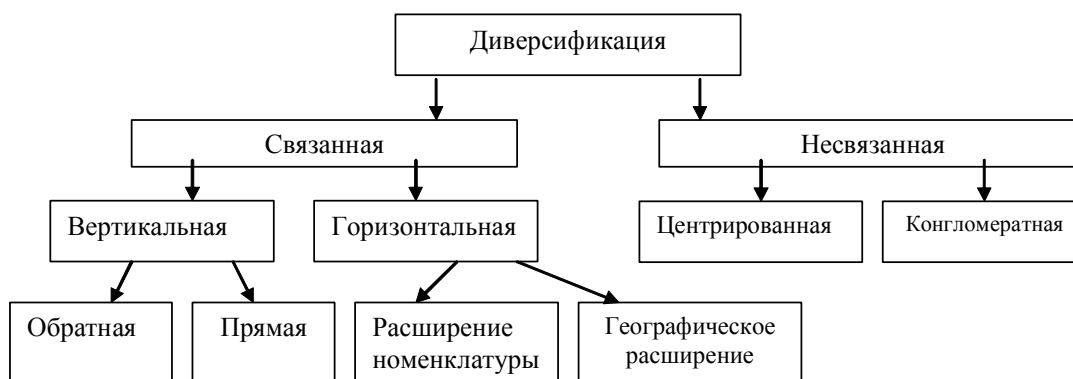 Диверсификация
Связанная
Несвязанная
Вертикальная
Горизонтальная
Центрированная
Конгломератная
Обратная
Прямая
Расширение
номенклатуры
Географическое
расширение